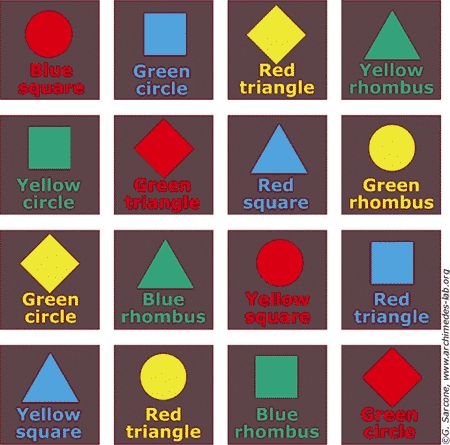 Blue
square
Green
circle
Red
triangle
Yellow
rhombus
Yellow
circle
Green
triangle
Red
square
Green
rhombus
Green
circle
Blue
rhombus
Yellow
square
Red
triangle
Yellow
square
Red
triangle
Blue
rhombus
Green
circle
©G. Sarcone, www.archimedes-lab.org